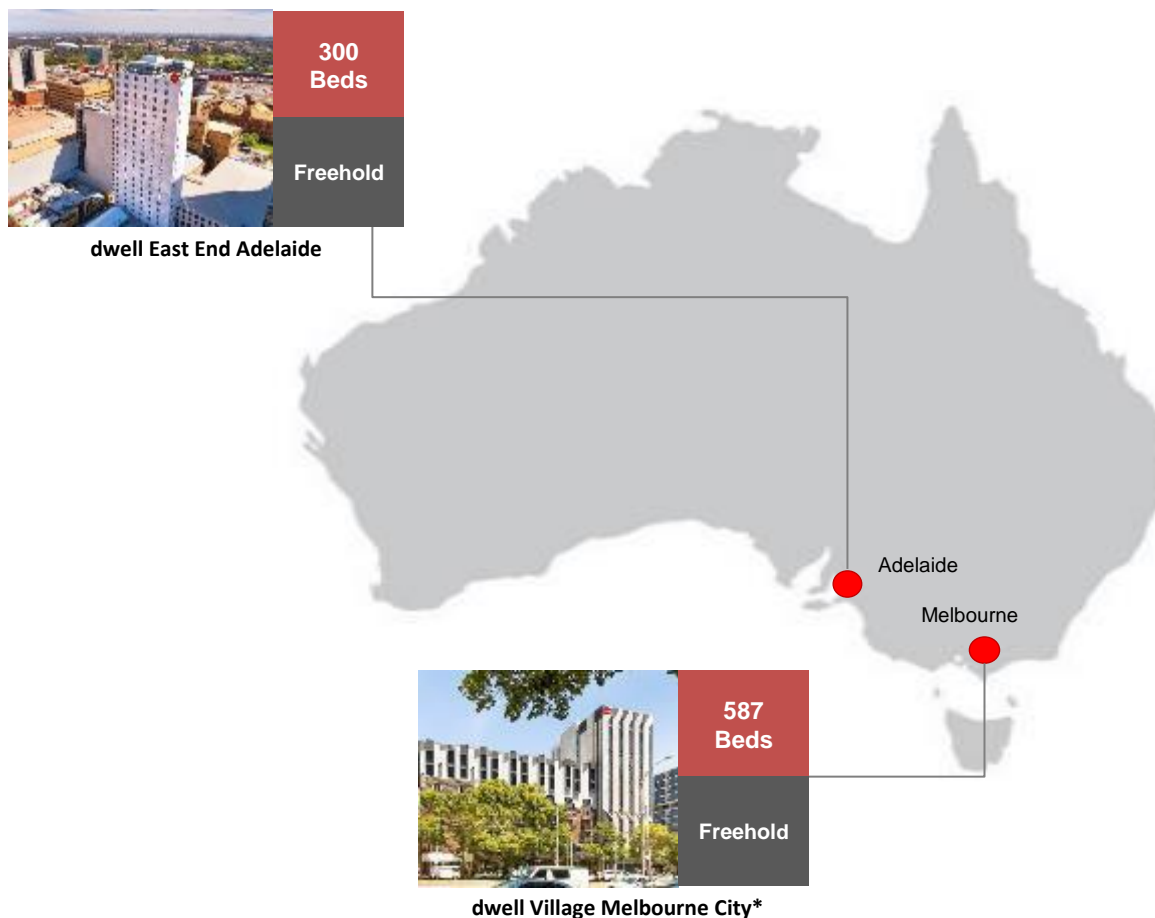 300
Beds
Freehold
dwell East End Adelaide
Adelaide
Melbourne
587
Beds
Freehold
dwell Village Melbourne City*